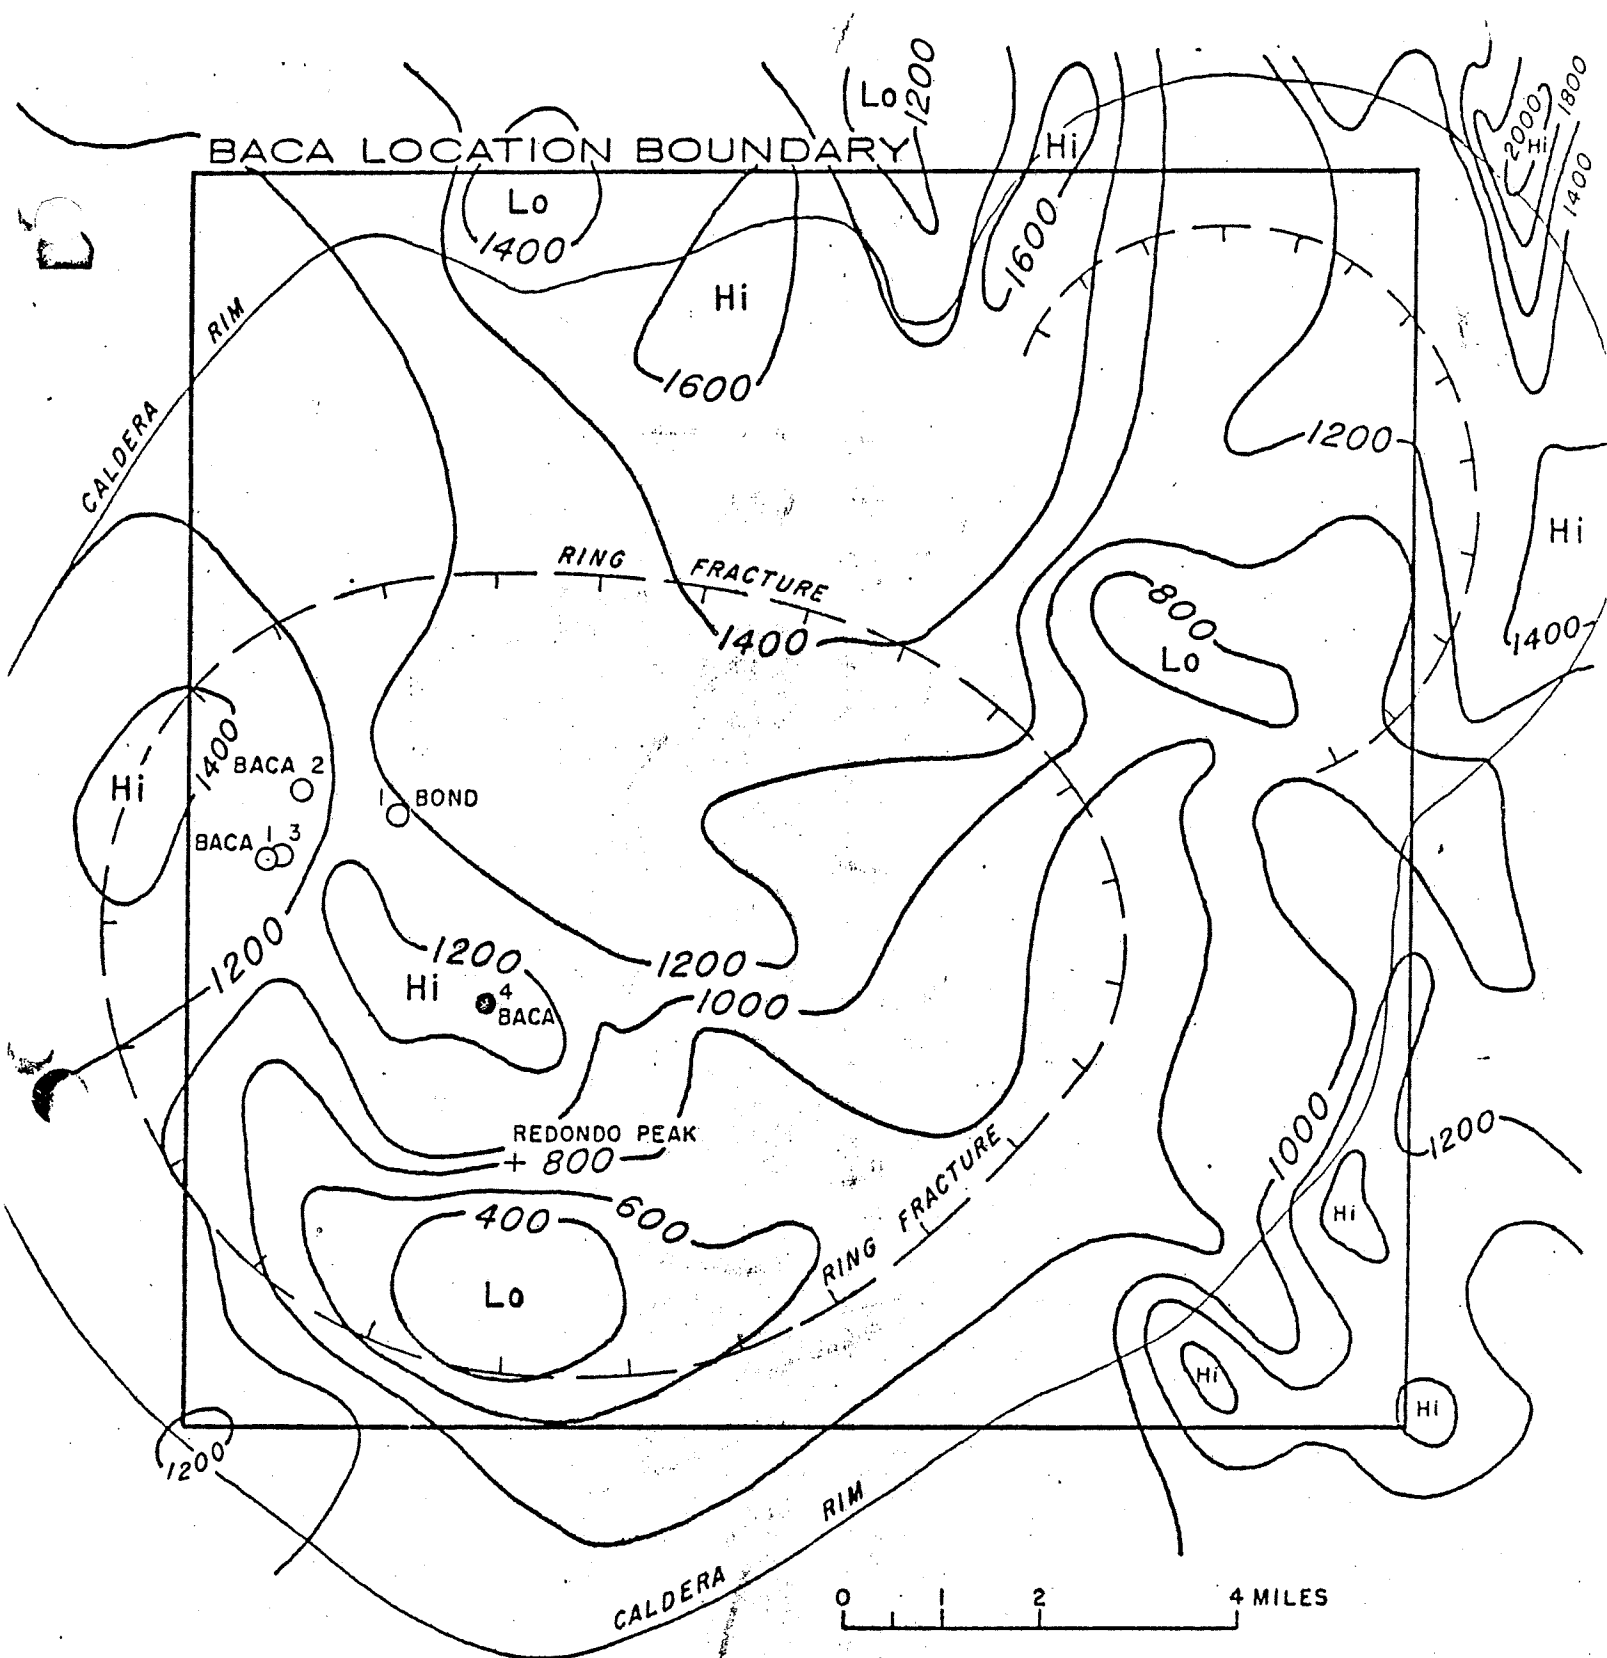 Lo
1200
Hi
2000
Hi
1800
1400
BACA LOCATION BOUNDARY
Lo
1400
Hi
1600
1600
RIM
CALDERA
1200
Hi
RING FRACTURE
800
Lo
1400
1400
1400
Hi
BACA 2
1 BOND
BACA 1 3
1200
1200
Hi
4
BACA
1200
1000
REDONDO PEAK
+ 800
1000
1200
RING FRACTURE
400
600
Hi
Lo
Hi
Hi
1200
RIM
CALDERA
0 1 2 4 MILES